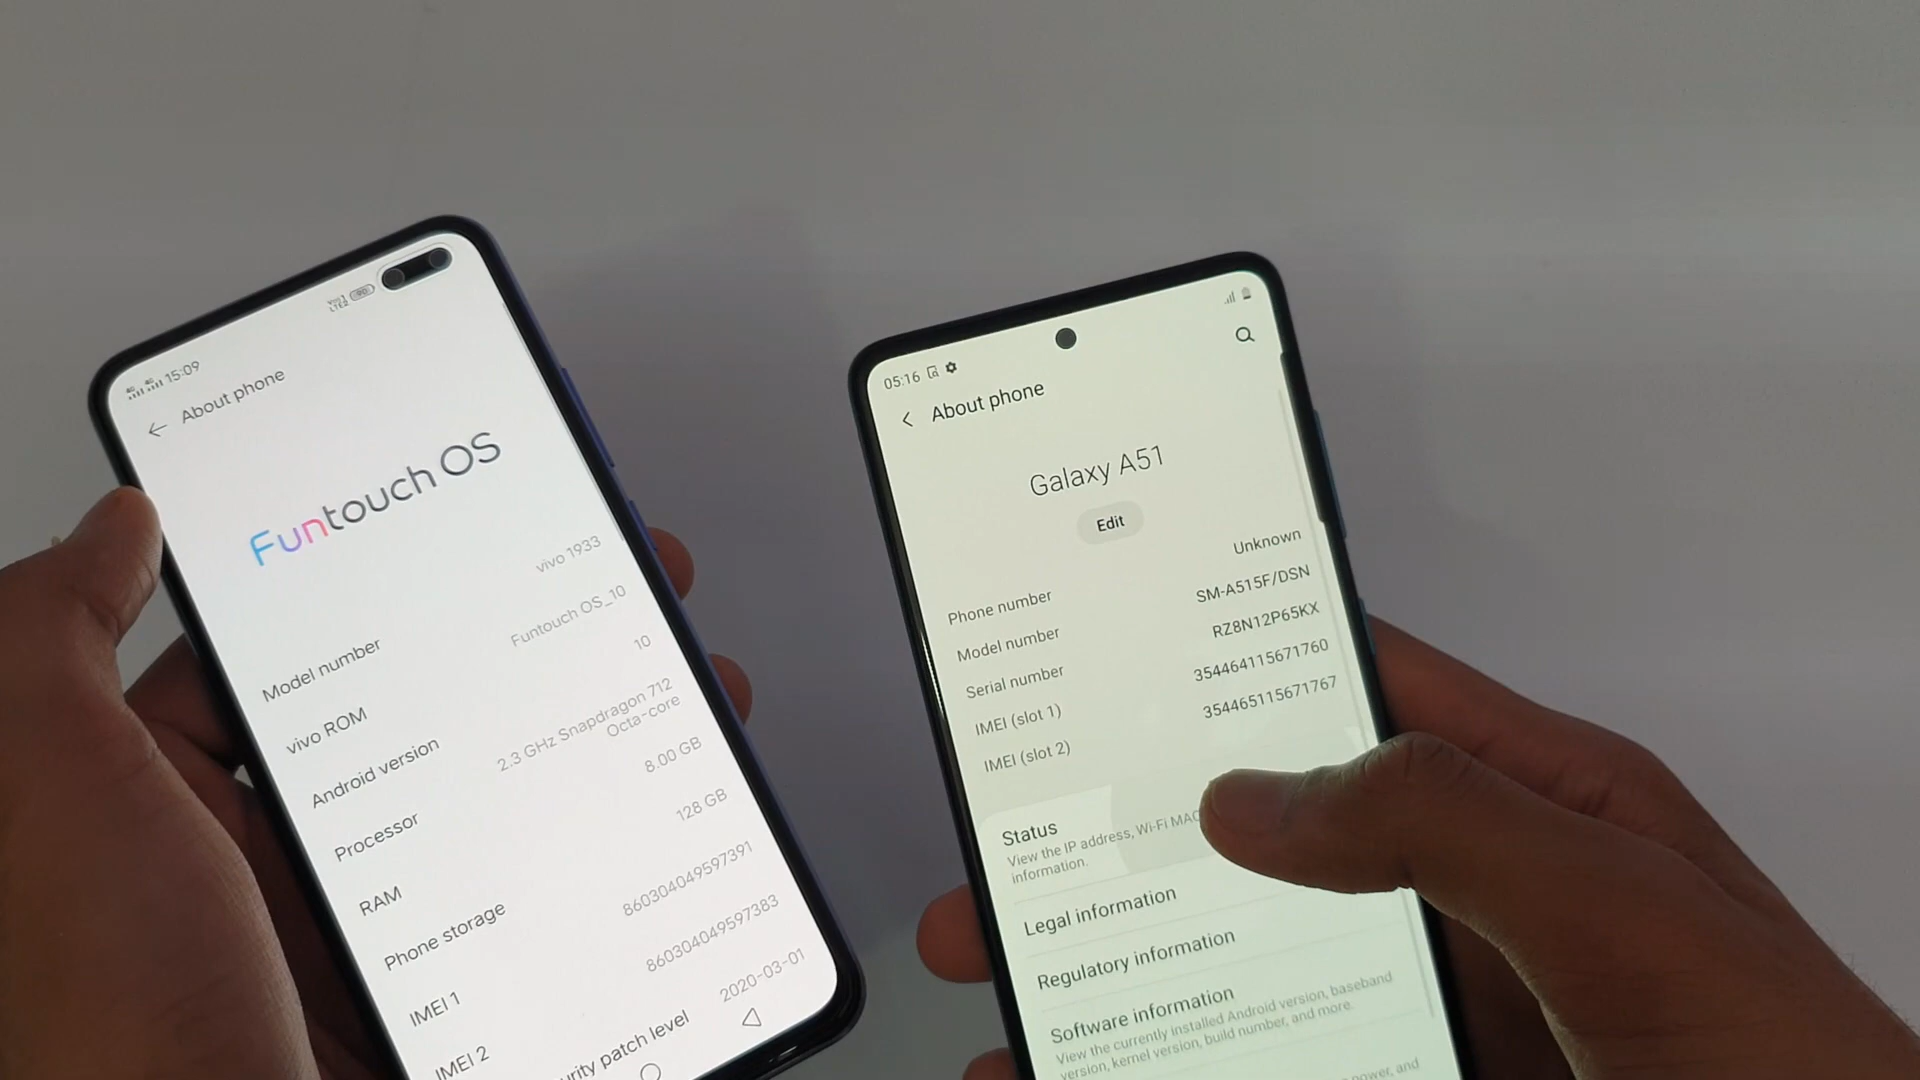 15:09
About phone
Funtouch OS
Model number vivo 1933
vivo ROM Funtouch OS_10
Android version 10
Processor 2.3 GHz Snapdragon 712
Octa-core
RAM 8.00 GB
Phone storage 128 GB
IMEI 1 860304049597391
IMEI 2 860304049597383
urity patch level 2020-03-01
05:16
About phone
Galaxy A51
Edit
Phone number Unknown
Model number SM-A515F/DSN
Serial number RZ8N12P65KX
IMEI (slot 1) 354464115671760
IMEI (slot 2) 354465115671767
Status
View the IP address, Wi-Fi MAC
information.
Legal information
Regulatory information
Software information
View the currently installed Android version, baseband
version, kernel version, build number, and more.
power, and